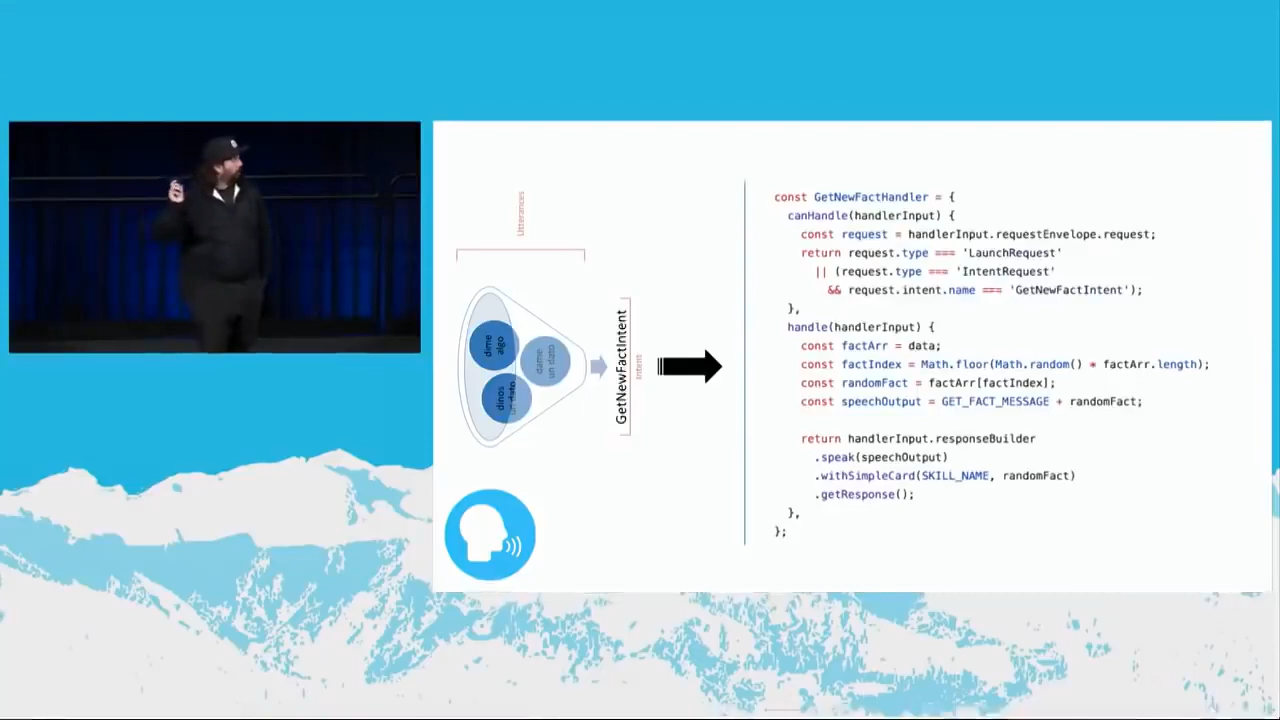 Utterances
dime
algo
dame
un dato
dinos
un dato
GetNewFactIntent
Intent
const GetNewFactHandler = {
canHandle(handlerInput) {
const request = handlerInput.requestEnvelope.request;
return request.type === 'LaunchRequest'
|| (request.type === 'IntentRequest'
&& request.intent.name === 'GetNewFactIntent');
},
handle(handlerInput) {
const factArr = data;
const factIndex = Math.floor(Math.random() * factArr.length);
const randomFact = factArr[factIndex];
const speechOutput = GET_FACT_MESSAGE + randomFact;
return handlerInput.responseBuilder
.speak(speechOutput)
.withSimpleCard(SKILL_NAME, randomFact)
.getResponse();
},
};